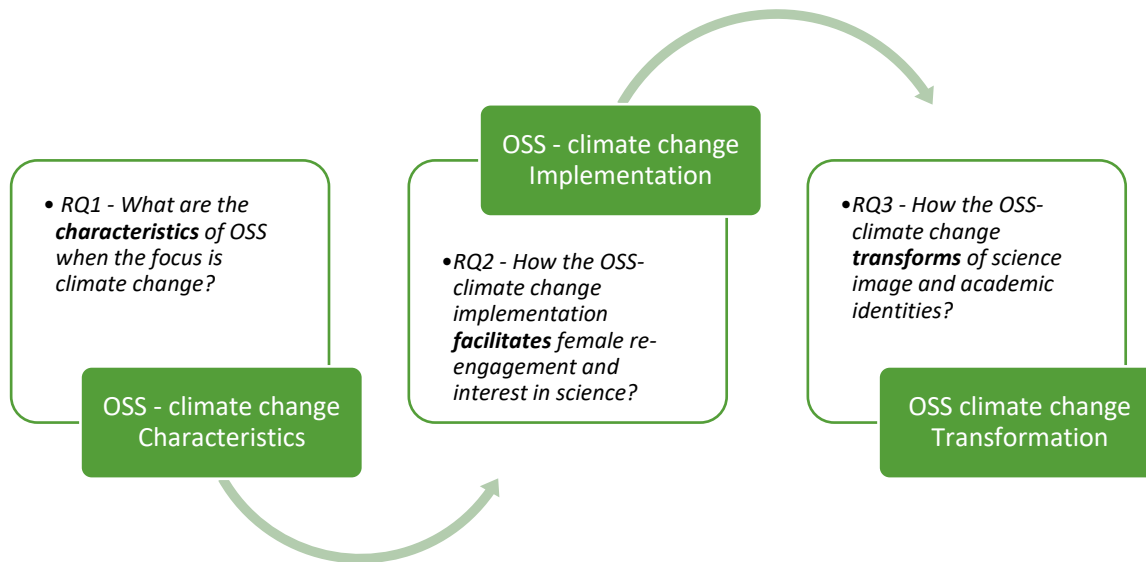 • RQ1 - What are the
characteristics of OSS
when the focus is
climate change?
OSS - climate change
Characteristics
OSS - climate change
Implementation
•RQ2 - How the OSS-
climate change
implementation
facilitates female re-
engagement and
interest in science?
•RQ3 - How the OSS-
climate change
transforms of science
image and academic
identities?
OSS climate change
Transformation